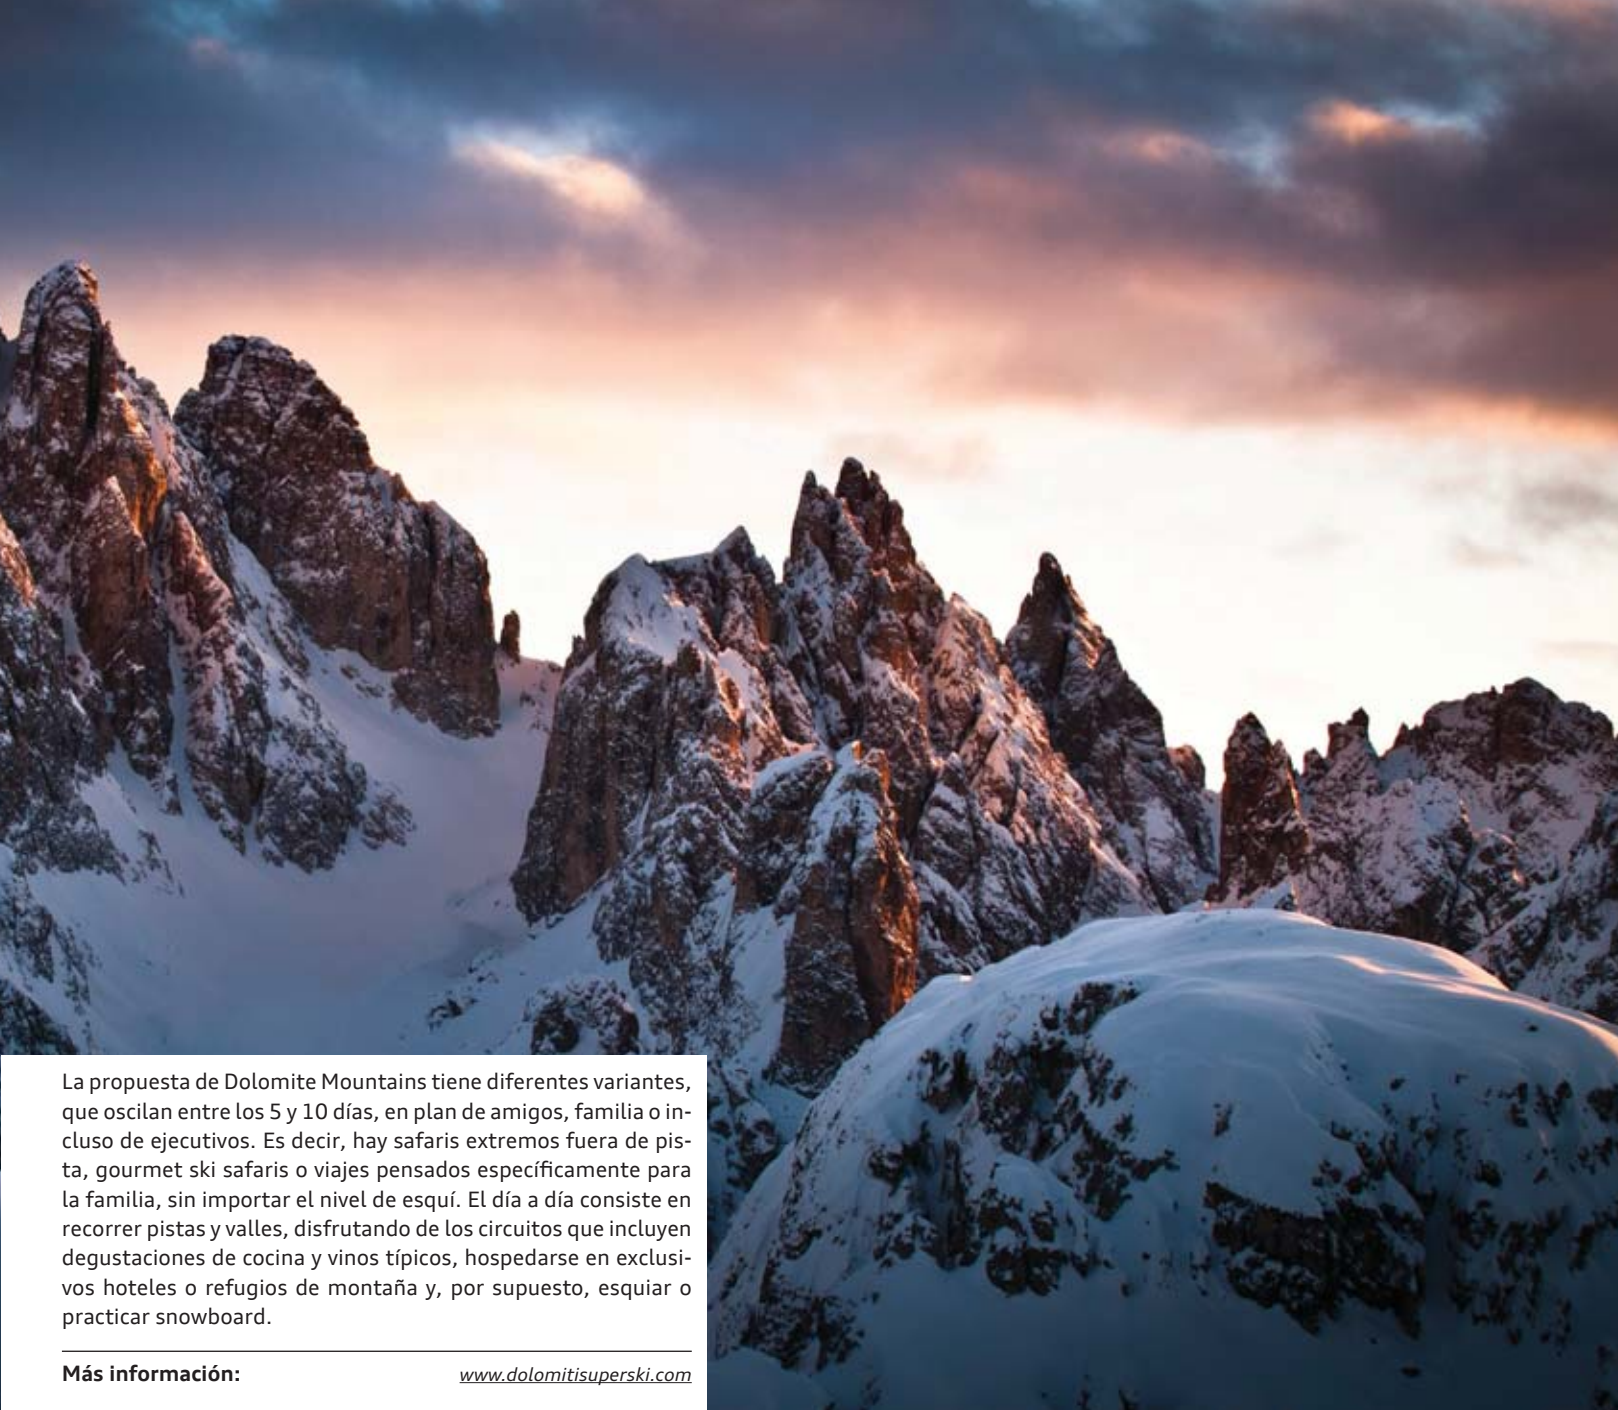 La propuesta de Dolomite Mountains tiene diferentes variantes,
que oscilan entre los 5 y 10 días, en plan de amigos, familia o in-
cluso de ejecutivos. Es decir, hay safaris extremos fuera de pis-
ta, gourmet ski safaris o viajes pensados específicamente para
la familia, sin importar el nivel de esquí. El día a día consiste en
recorrer pistas y valles, disfrutando de los circuitos que incluyen
degustaciones de cocina y vinos típicos, hospedarse en exclusi-
vos hoteles o refugios de montaña y, por supuesto, esquiar o
practicar snowboard.
Más información: www.dolomitisuperski.com